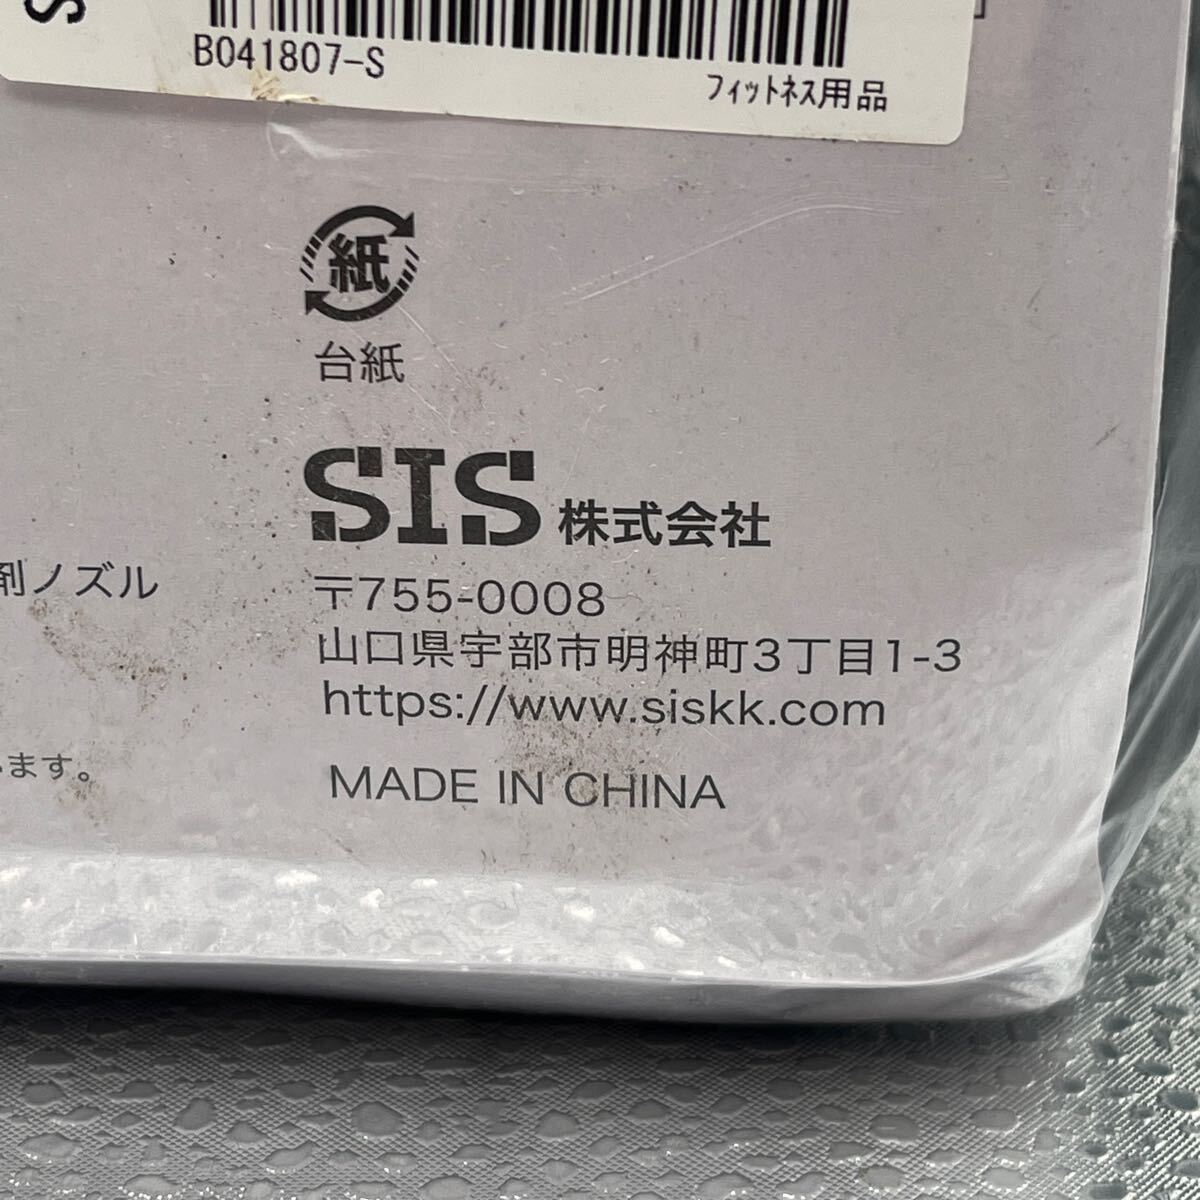 S
B041807-S
フィットネス用品
紙
台紙
SIS 株式会社
剤ノズル
〒755-0008
山口県宇部市明神町3丁目1-3
https://www.siskk.com
ます。
MADE IN CHINA